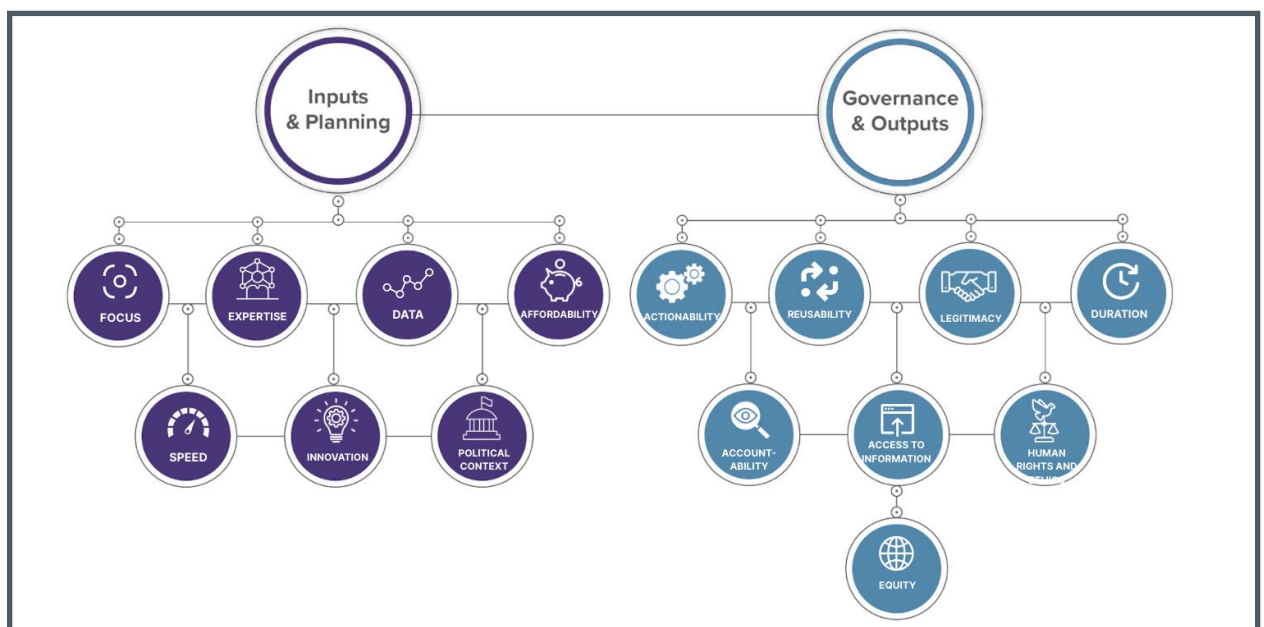 Inputs
& Planning
Governance
& Outputs
FOCUS
EXPERTISE
DATA
AFFORDABILITY
ACTIONABILITY
REUSABILITY
LEGITIMACY
DURATION
SPEED
INNOVATION
POLITICAL
CONTEXT
ACCOUNT-
ABILITY
ACCESS TO
INFORMATION
HUMAN
RIGHTS AND
EQUITY